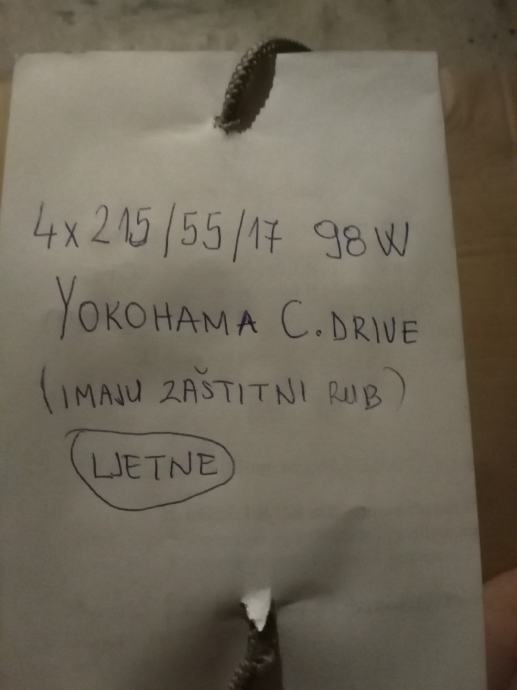 4x 215/55/17 98W
YOKOHAMA C.DRIVE
(IMAJU ZAŠTITNI RUB)
LJETNE